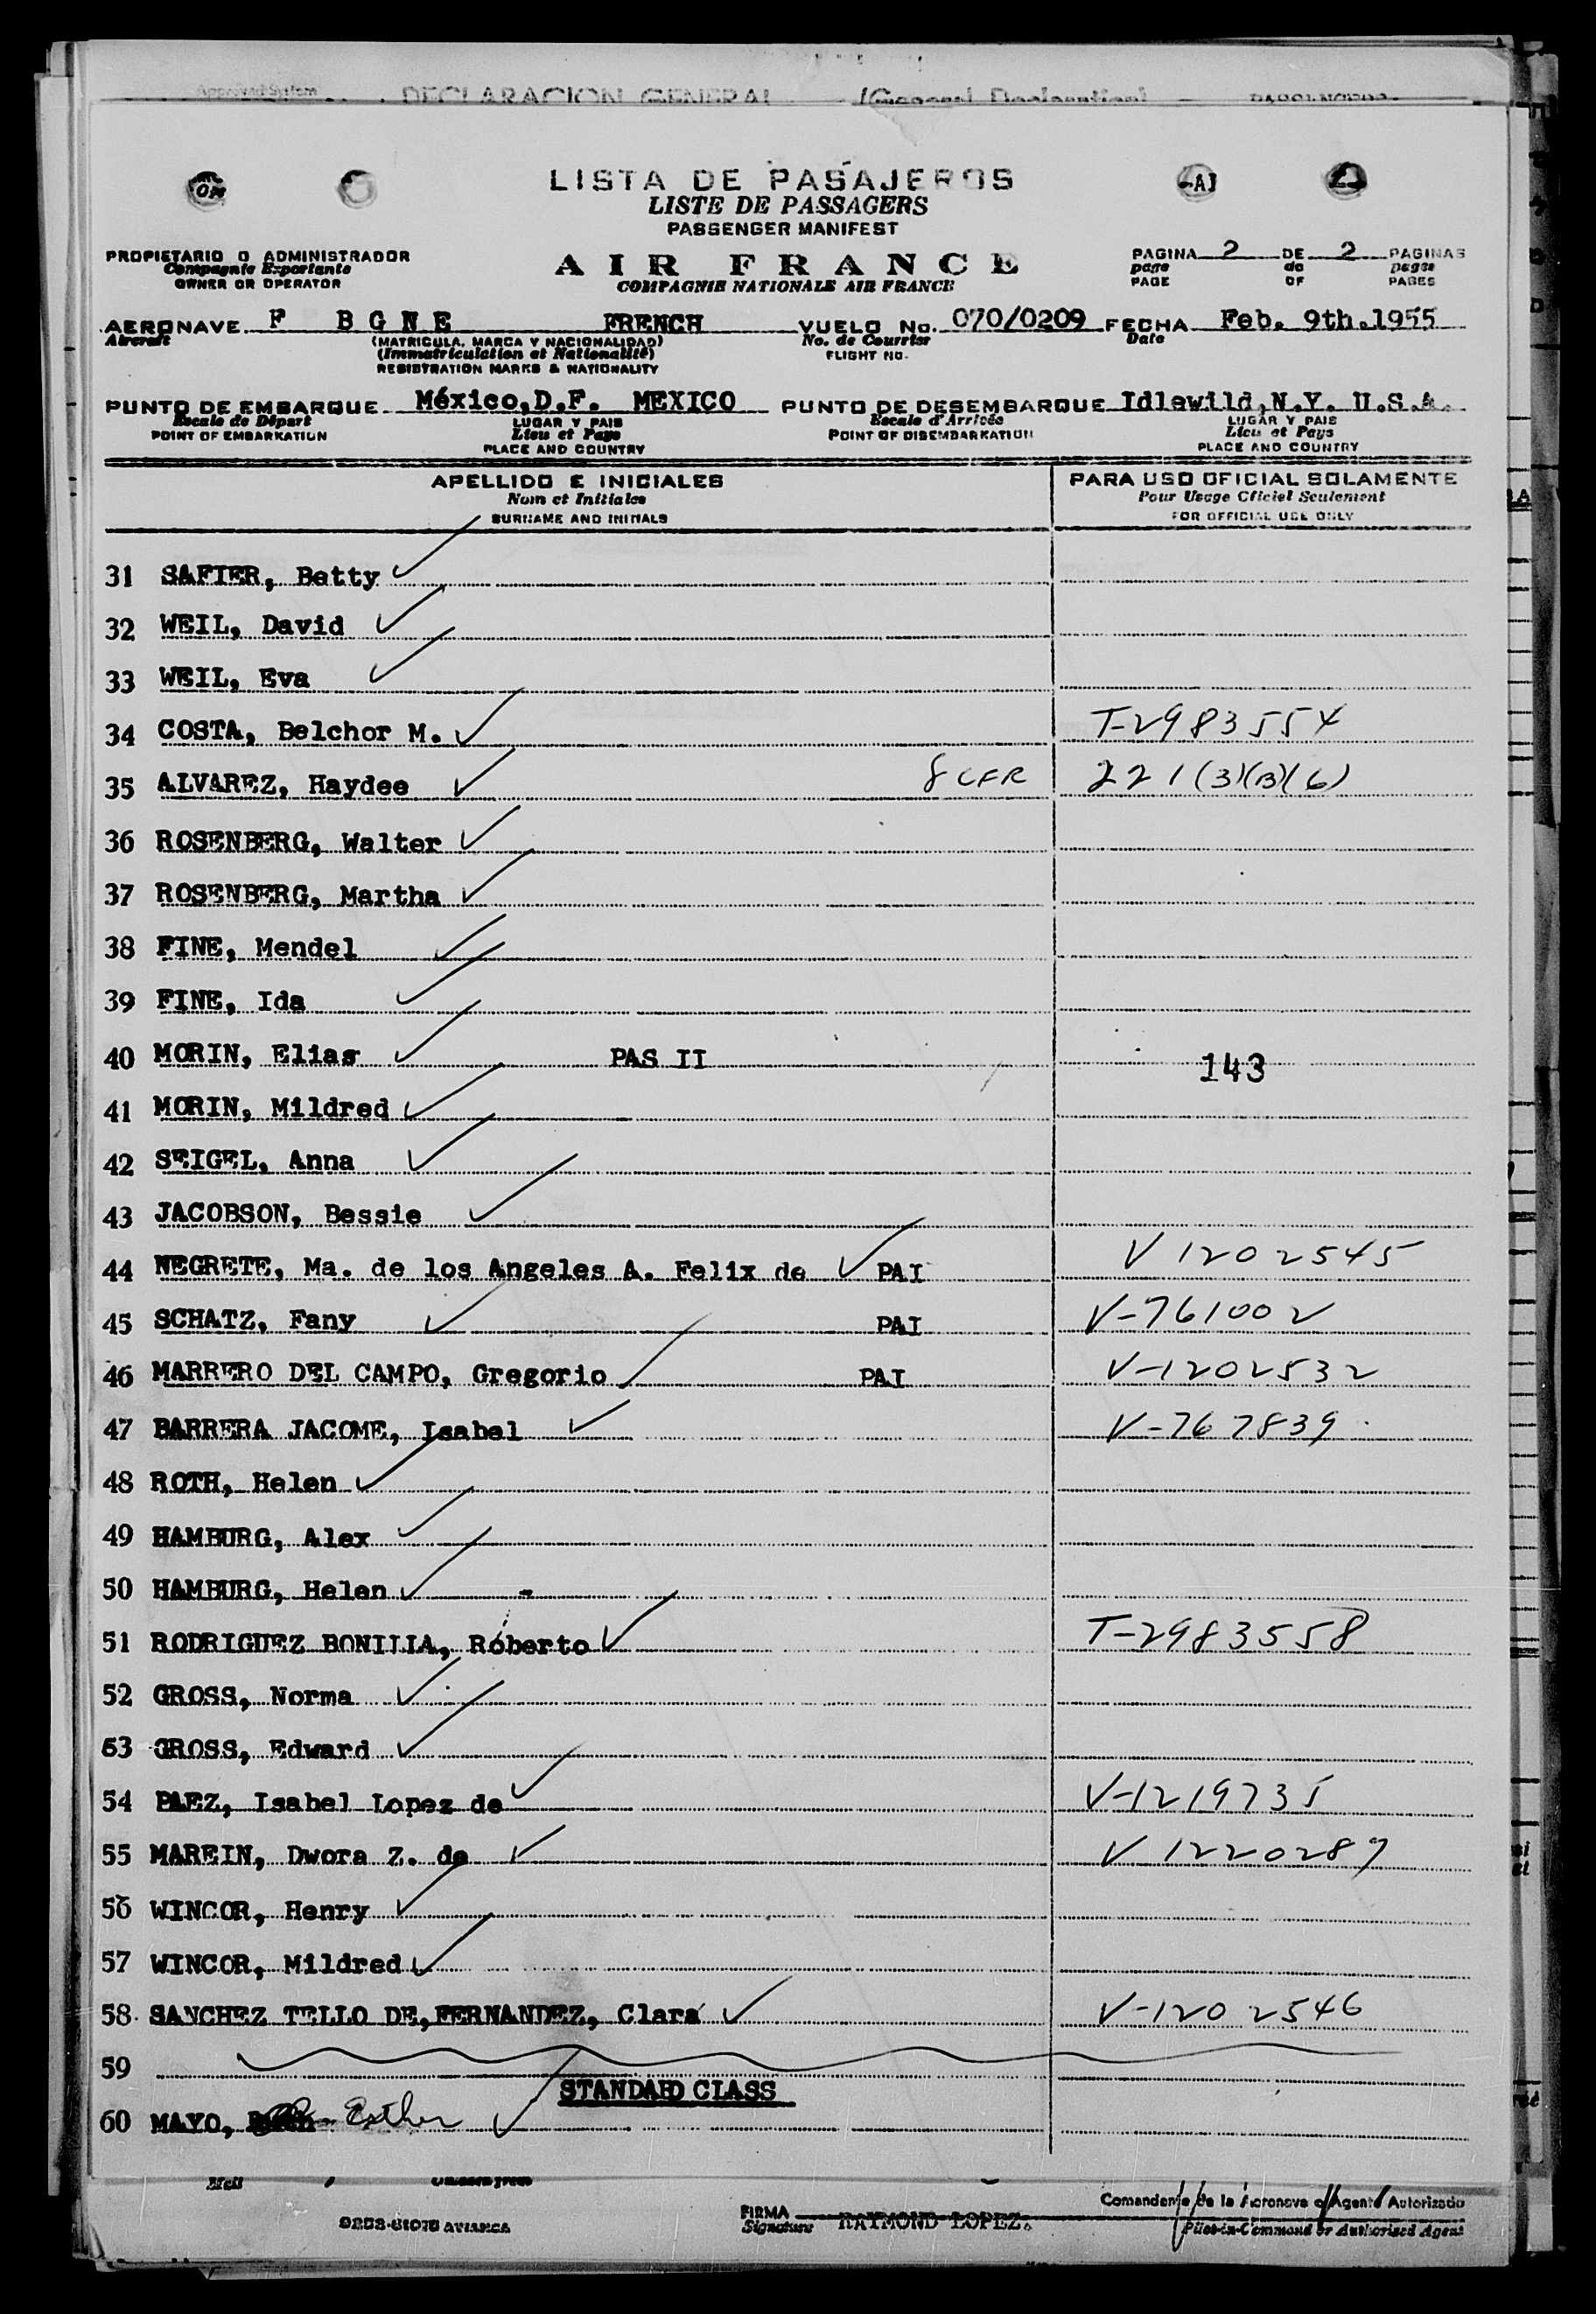 Approved System DECLARACION GENERAL (General Declaration)
LISTA DE PASAJEROS
LISTE DE PASSAGERS
PASSENGER MANIFEST
PROPIETARIO O ADMINISTRADOR
Compagnie Exportante
OWNER OR OPERATOR
AIR FRANCE
COMPAGNIE NATIONALE AIR FRANCE
PAGINA 2 DE 2 PAGINAS
page de pages
PAGE OF PAGES
AERONAVE F BGNE FRENCH VUELO No. 070/0209 FECHA Feb. 9th.1955
Aircraft (MATRICULA, MARCA Y NACIONALIDAD) No. de Courrier Date
(Immatriculation et Nationalité) FLIGHT NO.
REGISTRATION MARKS & NATIONALITY
PUNTO DE EMBARQUE México,D.F. MEXICO PUNTO DE DESEMBARQUE Idlewild,N.Y. U.S.A.
Escale de Départ LUGAR Y PAIS Escale d'Arrivée LUGAR Y PAIS
POINT OF EMBARKATION Lieu et Pays POINT OF DISEMBARKATION Lieu et Pays
PLACE AND COUNTRY PLACE AND COUNTRY
APELLIDO E INICIALES PARA USO OFICIAL SOLAMENTE
Nom et Initiales Pour Usage Officiel Seulement
SURNAME AND INITIALS FOR OFFICIAL USE ONLY
31 SAFIER, Betty
32 WEIL, David
33 WEIL, Eva
34 COSTA, Belchor M. T-2983554
35 ALVAREZ, Haydee 8 CFR 221(3)(B)(6)
36 ROSENBERG, Walter
37 ROSENBERG, Martha
38 FINE, Mendel
39 FINE, Ida
40 MORIN, Elias PAS II 143
41 MORIN, Mildred
42 SEIGEL, Anna
43 JACOBSON, Bessie
44 NEGRETE, Ma. de los Angeles A. Felix de PAI V 1202545
45 SCHATZ, Fany PAI V-761002
46 MARRERO DEL CAMPO, Gregorio PAI V-1202532
47 BARRERA JACOME, Isabel V-767839
48 ROTH, Helen
49 HAMBURG, Alex
50 HAMBURG, Helen -
51 RODRIGUEZ BONILIA, Roberto T-2983558
52 GROSS, Norma
53 GROSS, Edward
54 PAEZ, Isabel Lopez de V-1219735
55 MAREIN, Dwora Z. de V 1220287
56 WINCOR, Henry
57 WINCOR, Mildred
58 SANCHEZ TELLO DE,FERNANDEZ, Clara V-1202546
59
STANDARD CLASS
60 MAYO, Esther
Mail
FIRMA RAYMOND LOPEZ. Comandante de la Aeronave o Agente Autorizado
Signature Pilot-in-Command or Authorized Agent
AVIANCA